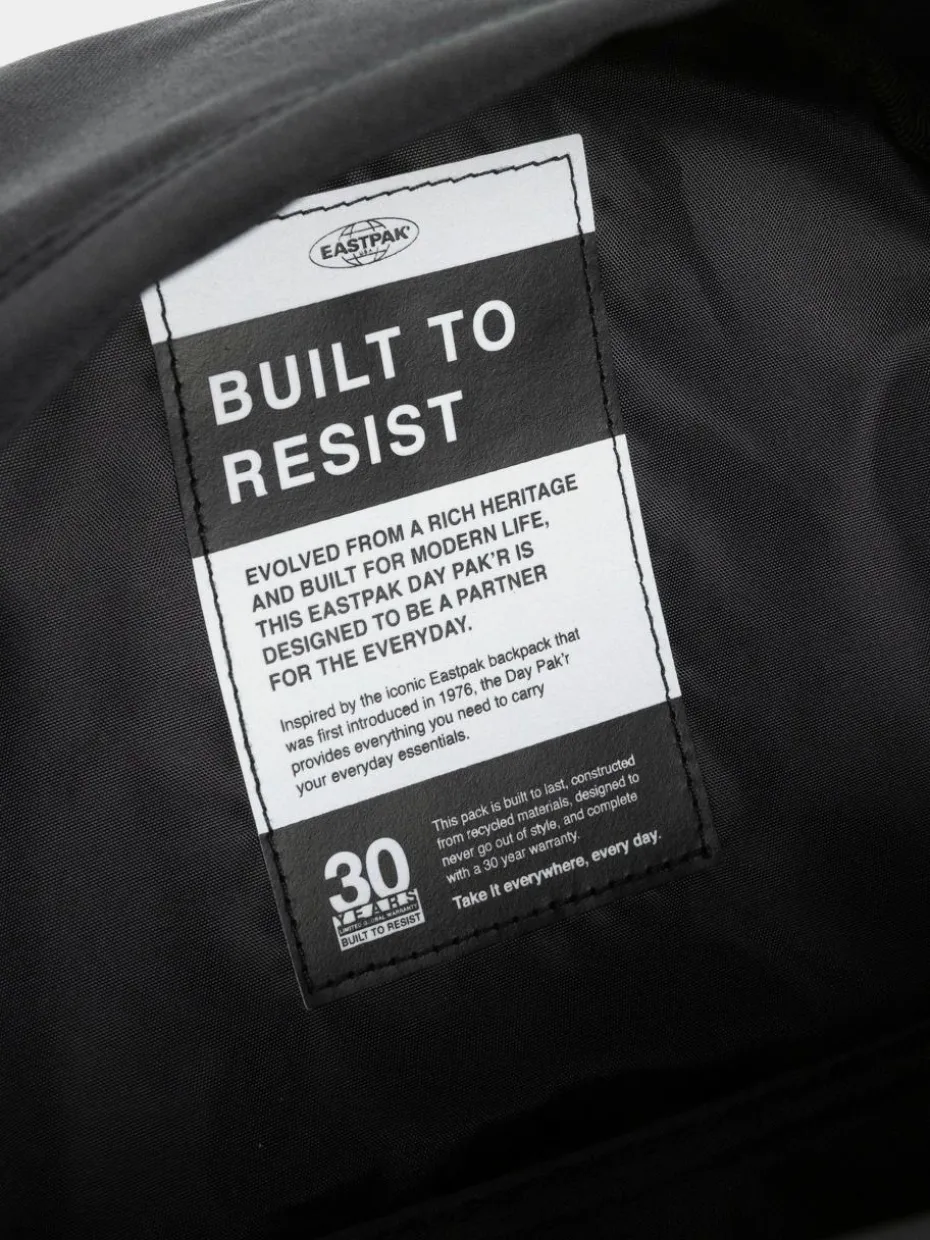 EASTPAK
USA
BUILT TO
RESIST
EVOLVED FROM A RICH HERITAGE
AND BUILT FOR MODERN LIFE,
THIS EASTPAK DAY PAK'R IS
DESIGNED TO BE A PARTNER
FOR THE EVERYDAY.
Inspired by the iconic Eastpak backpack that
was first introduced in 1976, the Day Pak'r
provides everything you need to carry
your everyday essentials.
30
YEARS
LIMITED GLOBAL WARRANTY
BUILT TO RESIST
This pack is built to last, constructed
from recycled materials, designed to
never go out of style, and complete
with a 30 year warranty.
Take it everywhere, every day.